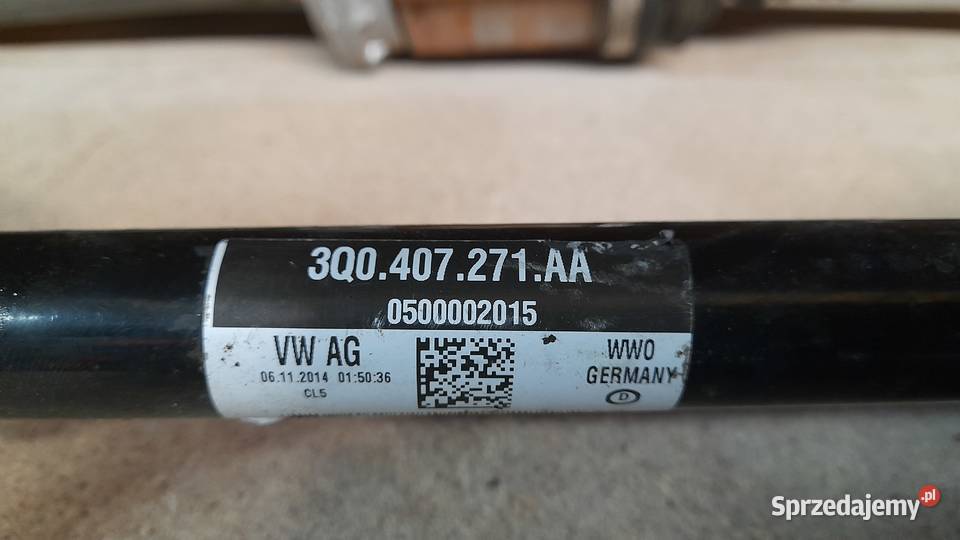 3Q0.407.271.AA
0500002015
VW AG
06.11.2014 01:50:36
CL5
WWO
GERMANY
D
Sprzedajemy.pl